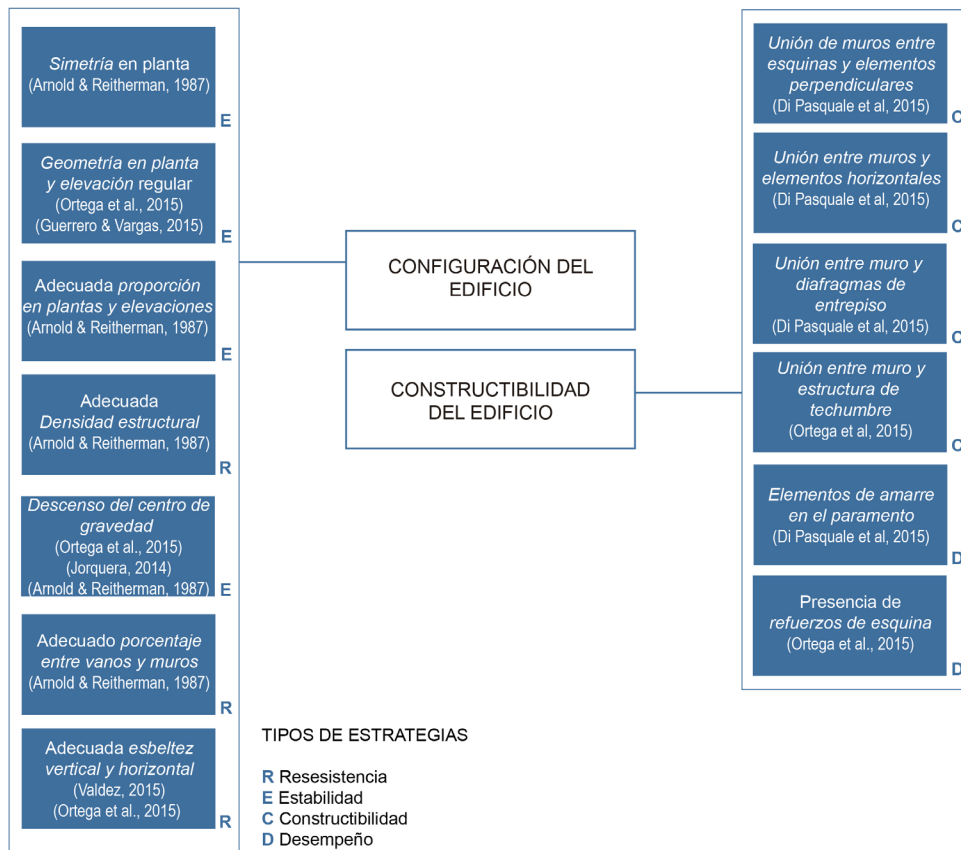 Simetría en planta
(Arnold & Reitherman, 1987)
E
Geometría en planta
y elevación regular
(Ortega et al., 2015)
(Guerrero & Vargas, 2015)
E
Adecuada proporción
en plantas y elevaciones
(Arnold & Reitherman, 1987)
E
Adecuada
Densidad estructural
(Arnold & Reitherman, 1987)
R
Descenso del centro de
gravedad
(Ortega et al., 2015)
(Jorquera, 2014)
(Arnold & Reitherman, 1987)
E
Adecuado porcentaje
entre vanos y muros
(Arnold & Reitherman, 1987)
R
Adecuada esbeltez
vertical y horizontal
(Valdez, 2015)
(Ortega et al., 2015)
R
CONFIGURACIÓN DEL
EDIFICIO
CONSTRUCTIBILIDAD
DEL EDIFICIO
Unión de muros entre
esquinas y elementos
perpendiculares
(Di Pasquale et al, 2015)
C
Unión entre muros y
elementos horizontales
(Di Pasquale et al, 2015)
C
Unión entre muro y
diafragmas de
entrepiso
(Di Pasquale et al, 2015)
C
Unión entre muro y
estructura de
techumbre
(Ortega et al, 2015)
C
Elementos de amarre
en el paramento
(Di Pasquale et al, 2015)
D
Presencia de
refuerzos de esquina
(Ortega et al., 2015)
D
TIPOS DE ESTRATEGIAS
R Resesistencia
E Estabilidad
C Constructibilidad
D Desempeño